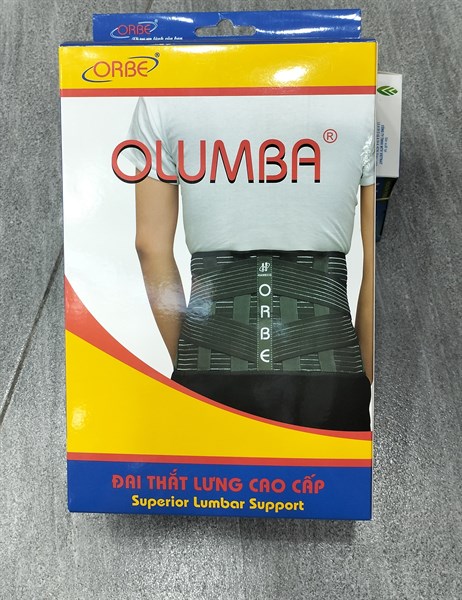 ORBE®
ORBE®
OLUMBA®
ORBE
ĐAI THẮT LƯNG CAO CẤP
Superior Lumbar Support